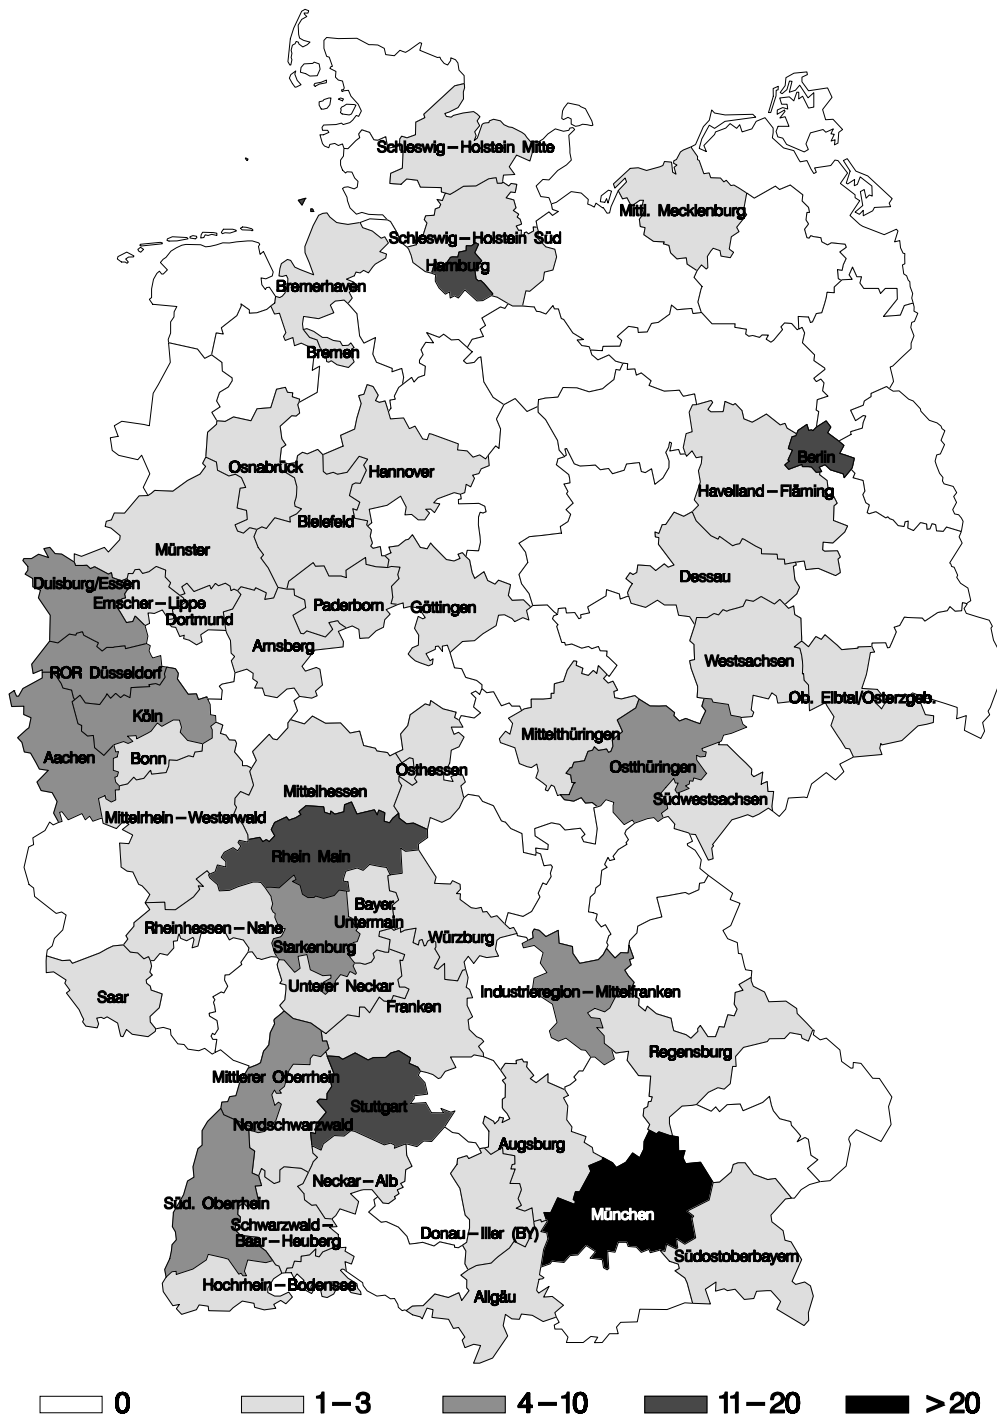 Schleswig–Holstein Mitte
Mittl. Mecklenburg
Schleswig–Holstein Süd
Hamburg
Bremerhaven
Bremen
Berlin
Osnabrück
Hannover
Havelland–Fläming
Bielefeld
Münster
Dessau
Duisburg/Essen
Emscher–Lippe
Paderborn
Göttingen
Dortmund
Arnsberg
Westsachsen
ROR Düsseldorf
Ob. Elbtal/Osterzgeb.
Köln
Mittelthüringen
Aachen
Bonn
Osthessen
Ostthüringen
Mittelhessen
Südwestsachsen
Mittelrhein–Westerwald
Rhein Main
Bayer.
Untermain
Rheinhessen–Nahe
Würzburg
Starkenburg
Unterer Neckar
Industrieregion–Mittelfranken
Saar
Franken
Regensburg
Mittlerer Oberrhein
Stuttgart
Nordschwarzwald
Augsburg
Neckar–Alb
Süd. Oberrhein
München
Schwarzwald–
Baar–Heuberg
Donau–Iller (BY)
Südostoberbayern
Hochrhein–Bodensee
Allgäu
0 1–3 4–10 11–20 >20